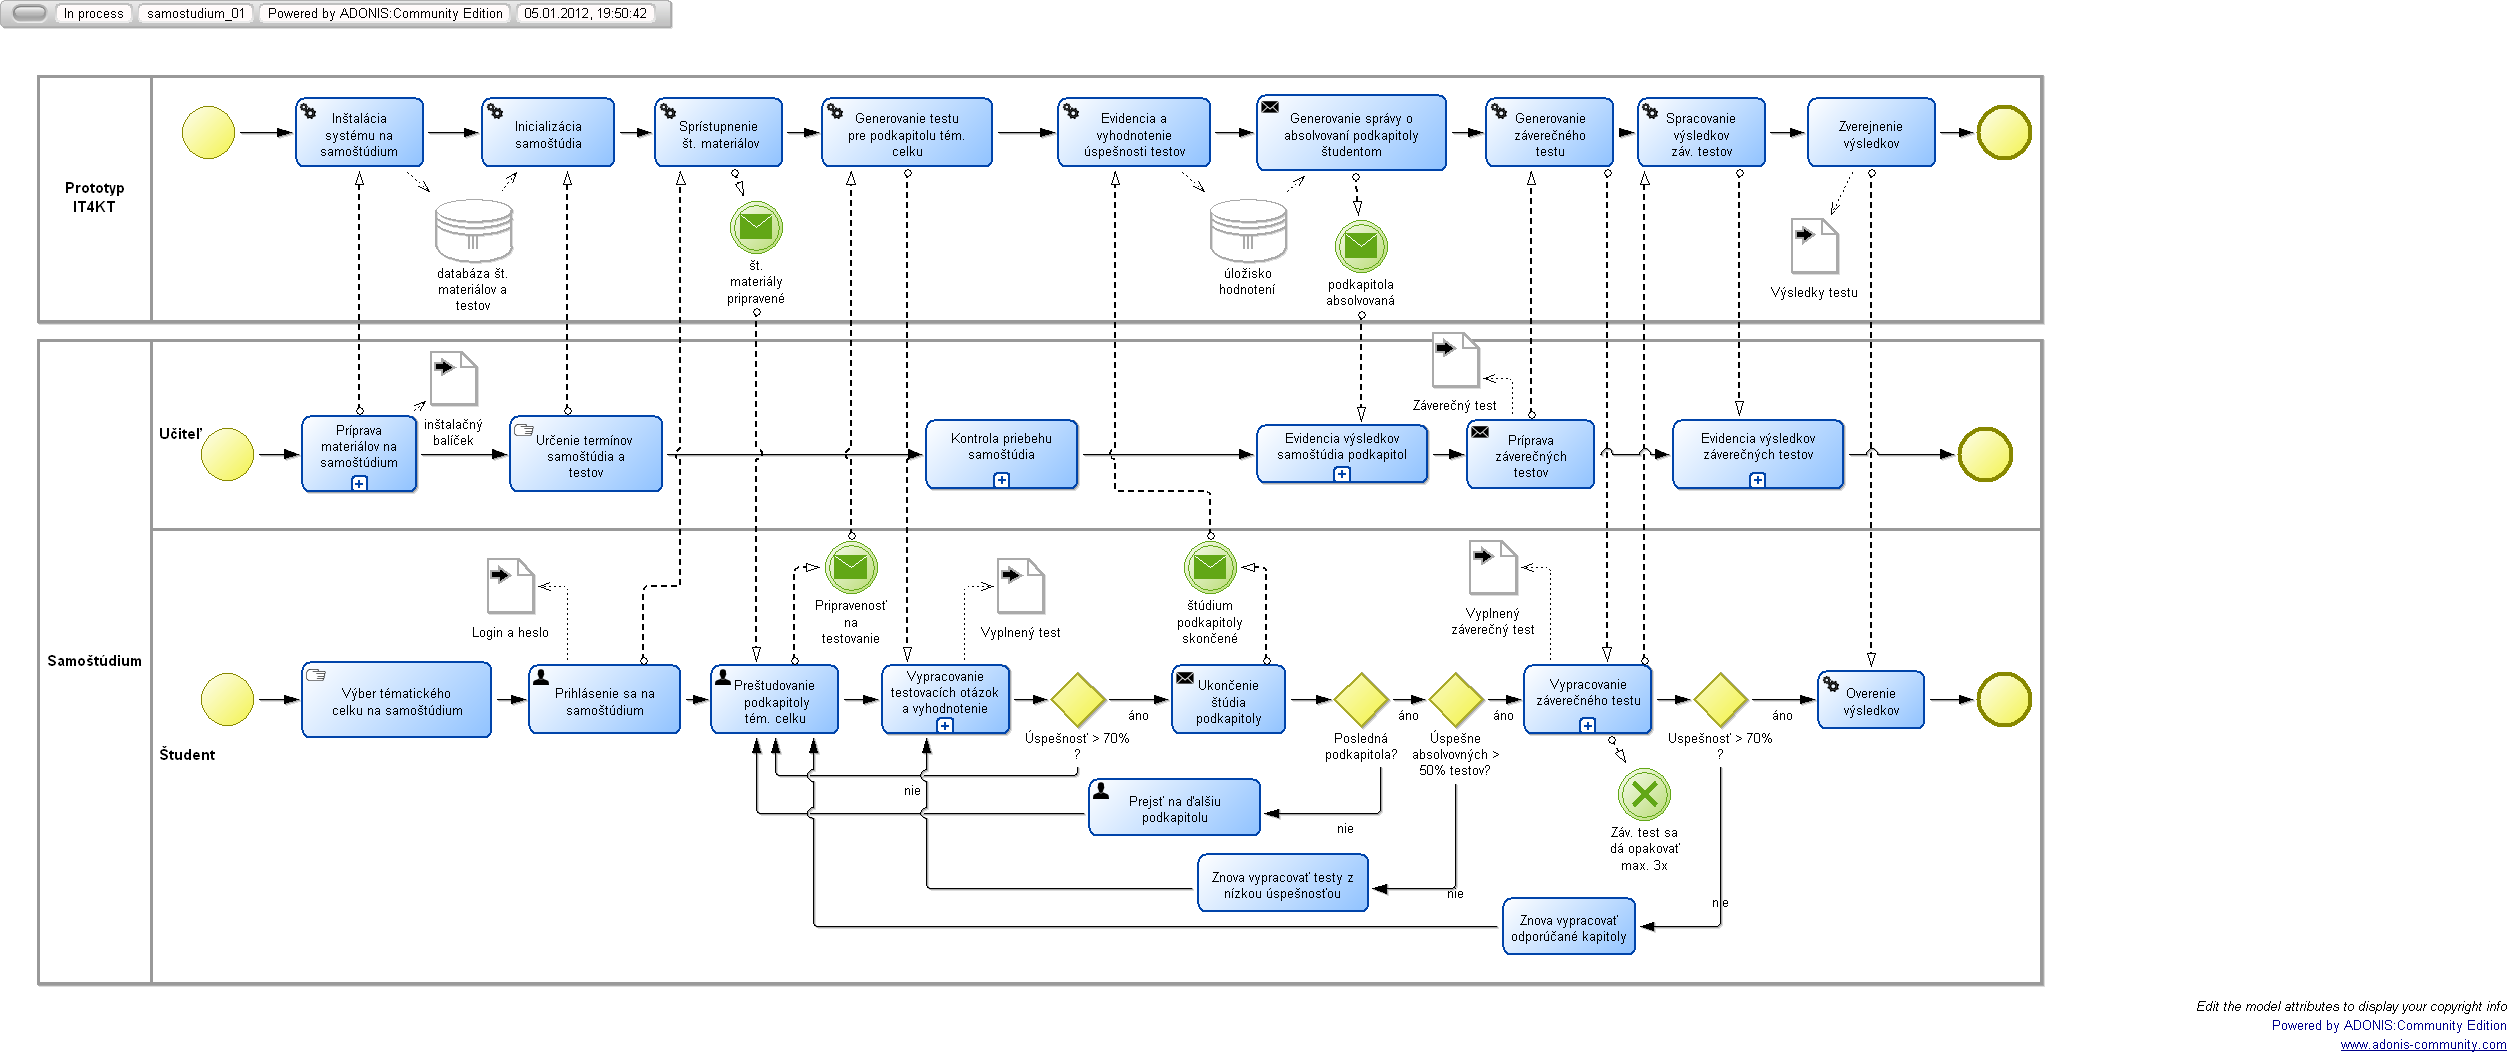 In process
samostudium_01
Powered by ADONIS:Community Edition
05.01.2012, 19:50:42
Prototyp
IT4KT
Inštalácia
systému na
samoštúdium
Inicializácia
samoštúdia
Sprístupnenie
št. materiálov
Generovanie testu
pre podkapitolu tém.
celku
Evidencia a
vyhodnotenie
úspešnosti testov
Generovanie správy o
absolvovaní podkapitoly
študentom
Generovanie
záverečného
testu
Spracovanie
výsledkov
záv. testov
Zverejnenie
výsledkov
databáza št.
materiálov a
testov
št.
materiály
pripravené
úložisko
hodnotení
podkapitola
absolvovaná
Výsledky testu
Samoštúdium
Učiteľ
Príprava
materiálov na
samoštúdium
inštalačný
balíček
Určenie termínov
samoštúdia a
testov
Kontrola priebehu
samoštúdia
Evidencia výsledkov
samoštúdia podkapitol
Záverečný test
Príprava
záverečných
testov
Evidencia výsledkov
záverečných testov
Študent
Login a heslo
Pripravenosť
na
testovanie
Vyplnený test
štúdium
podkapitoly
skončené
Vyplnený
záverečný test
Výber tématického
celku na samoštúdium
Prihlásenie sa na
samoštúdium
Preštudovanie
podkapitoly
tém. celku
Vypracovanie
testovacích otázok
a vyhodnotenie
Úspešnosť > 70%
?
áno
nie
Ukončenie
štúdia
podkapitoly
Posledná
podkapitola?
áno
nie
Úspešne
absolvovných >
50% testov?
áno
nie
Vypracovanie
záverečného testu
Uspešnosť > 70%
?
áno
nie
Overenie
výsledkov
Prejsť na ďalšiu
podkapitolu
Záv. test sa
dá opakovať
max. 3x
Znova vypracovať testy z
nízkou úspešnosťou
Znova vypracovať
odporúčané kapitoly
Edit the model attributes to display your copyright info
Powered by ADONIS:Community Edition
www.adonis-community.com